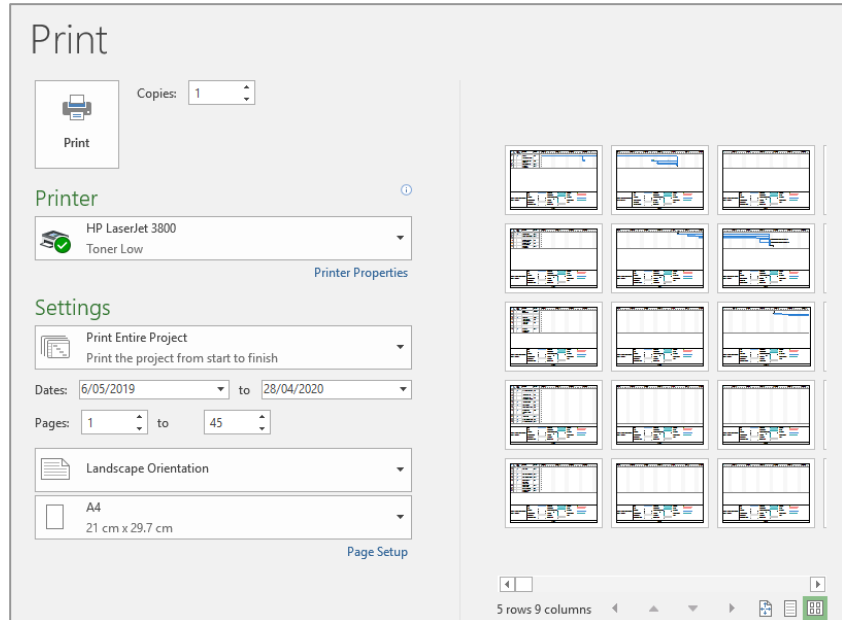 Print
Print
Copies: 1
Printer
HP LaserJet 3800
Toner Low
Printer Properties
Settings
Print Entire Project
Print the project from start to finish
Dates: 6/05/2019 to 28/04/2020
Pages: 1 to 45
Landscape Orientation
A4
21 cm x 29.7 cm
Page Setup
5 rows 9 columns